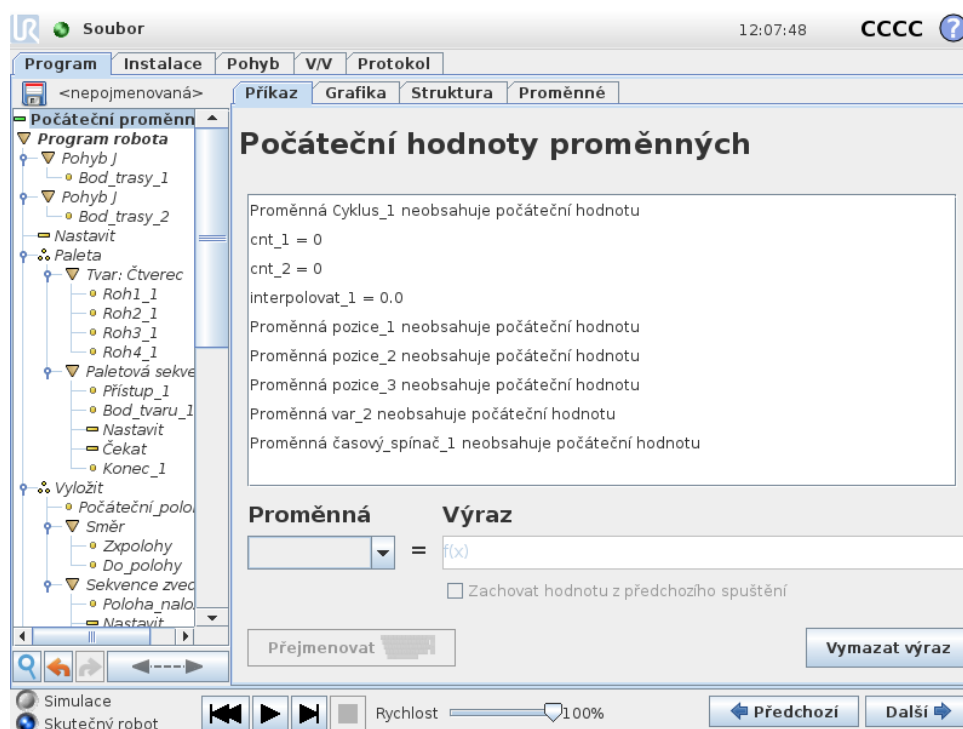 UR Soubor 12:07:48 CCCC ?
Program Instalace Pohyb V/V Protokol
<nepojmenovaná> Příkaz Grafika Struktura Proměnné
Počáteční proměnn
Program robota
Pohyb J
Bod_trasy_1
Pohyb J
Bod_trasy_2
Nastavit
Paleta
Tvar: Čtverec
Roh1_1
Roh2_1
Roh3_1
Roh4_1
Paletová sekve
Přístup_1
Bod_tvaru_1
Nastavit
Čekat
Konec_1
Vyložit
Počáteční_polo
Směr
Zxpolohy
Do_polohy
Sekvence zved
Poloha_nalo
Nastavit
Počáteční hodnoty proměnných
Proměnná Cyklus_1 neobsahuje počáteční hodnotu
cnt_1 = 0
cnt_2 = 0
interpolovat_1 = 0.0
Proměnná pozice_1 neobsahuje počáteční hodnotu
Proměnná pozice_2 neobsahuje počáteční hodnotu
Proměnná pozice_3 neobsahuje počáteční hodnotu
Proměnná var_2 neobsahuje počáteční hodnotu
Proměnná časový_spínač_1 neobsahuje počáteční hodnotu
Proměnná Výraz
= f(x)
Zachovat hodnotu z předchozího spuštění
Přejmenovat Vymazat výraz
Simulace
Skutečný robot
Rychlost 100% Předchozí Další